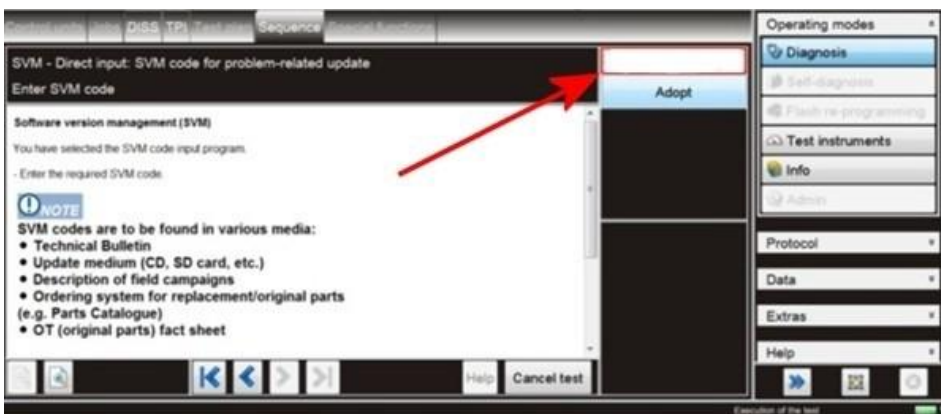 Control units Jobs DISS TPI Test plan Sequence Special functions
SVM - Direct input: SVM code for problem-related update
Enter SVM code
Software version management (SVM)
You have selected the SVM code input program.
- Enter the required SVM code.
NOTE
SVM codes are to be found in various media:
• Technical Bulletin
• Update medium (CD, SD card, etc.)
• Description of field campaigns
• Ordering system for replacement/original parts
(e.g. Parts Catalogue)
• OT (original parts) fact sheet
Help
Cancel test
Adopt
Operating modes
Diagnosis
Self-diagnosis
Flash re-programming
Test instruments
Info
Admin
Protocol
Data
Extras
Help
Execution of the test